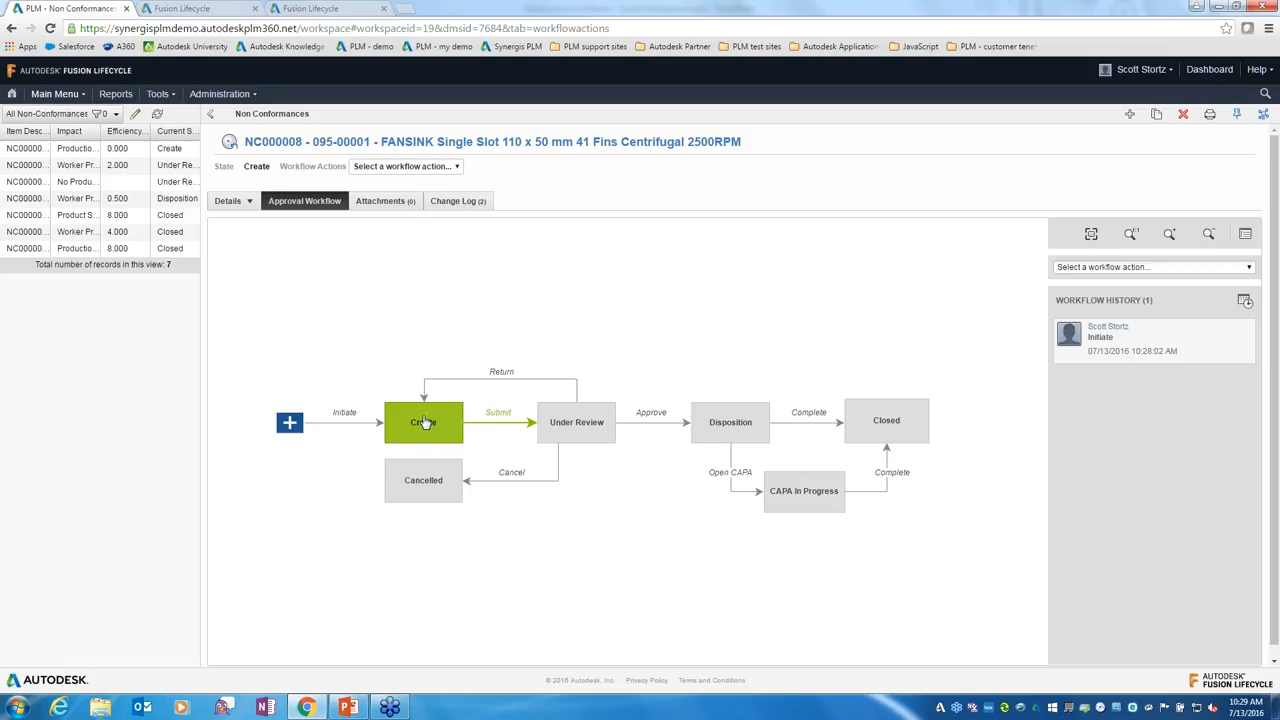 PLM - Non Conformances
Fusion Lifecycle
Fusion Lifecycle
https://synergisplmdemo.autodeskplm360.net/workspace#workspaceid=19&dmsid=7684&tab=workflowactions
Apps
Salesforce
A360
Autodesk University
Autodesk Knowledge
PLM - demo
PLM - my demo
Synergis PLM
PLM support sites
Autodesk Partner
PLM test sites
Autodesk Application
JavaScript
PLM - customer tene
AUTODESK® FUSION LIFECYCLE
Scott Stortz
Dashboard
Help
Main Menu
Reports
Tools
Administration
All Non-Conformances
0
Non Conformances
Item Desc...
Impact
Efficiency...
Current S...
NC00000...
Productio...
0.000
Create
NC00000...
Worker Pr...
2.000
Under Re...
NC00000...
No Produ...
Under Re...
NC00000...
Worker Pr...
0.500
Disposition
NC00000...
Product S...
8.000
Closed
NC00000...
Worker Pr...
4.000
Closed
NC00000...
Productio...
8.000
Closed
Total number of records in this view: 7
NC000008 - 095-00001 - FANSINK Single Slot 110 x 50 mm 41 Fins Centrifugal 2500RPM
State
Create
Workflow Actions
Select a workflow action...
Details
Approval Workflow
Attachments (0)
Change Log (2)
Select a workflow action...
WORKFLOW HISTORY (1)
Scott Stortz
Initiate
07/13/2016 10:28:02 AM
Return
Initiate
Submit
Approve
Complete
Create
Under Review
Disposition
Closed
Cancel
Open CAPA
Complete
Cancelled
CAPA In Progress
AUTODESK.
© 2016 Autodesk, Inc.
Privacy Policy
Terms and Conditions
AUTODESK®
FUSION LIFECYCLE
10:29 AM
7/13/2016